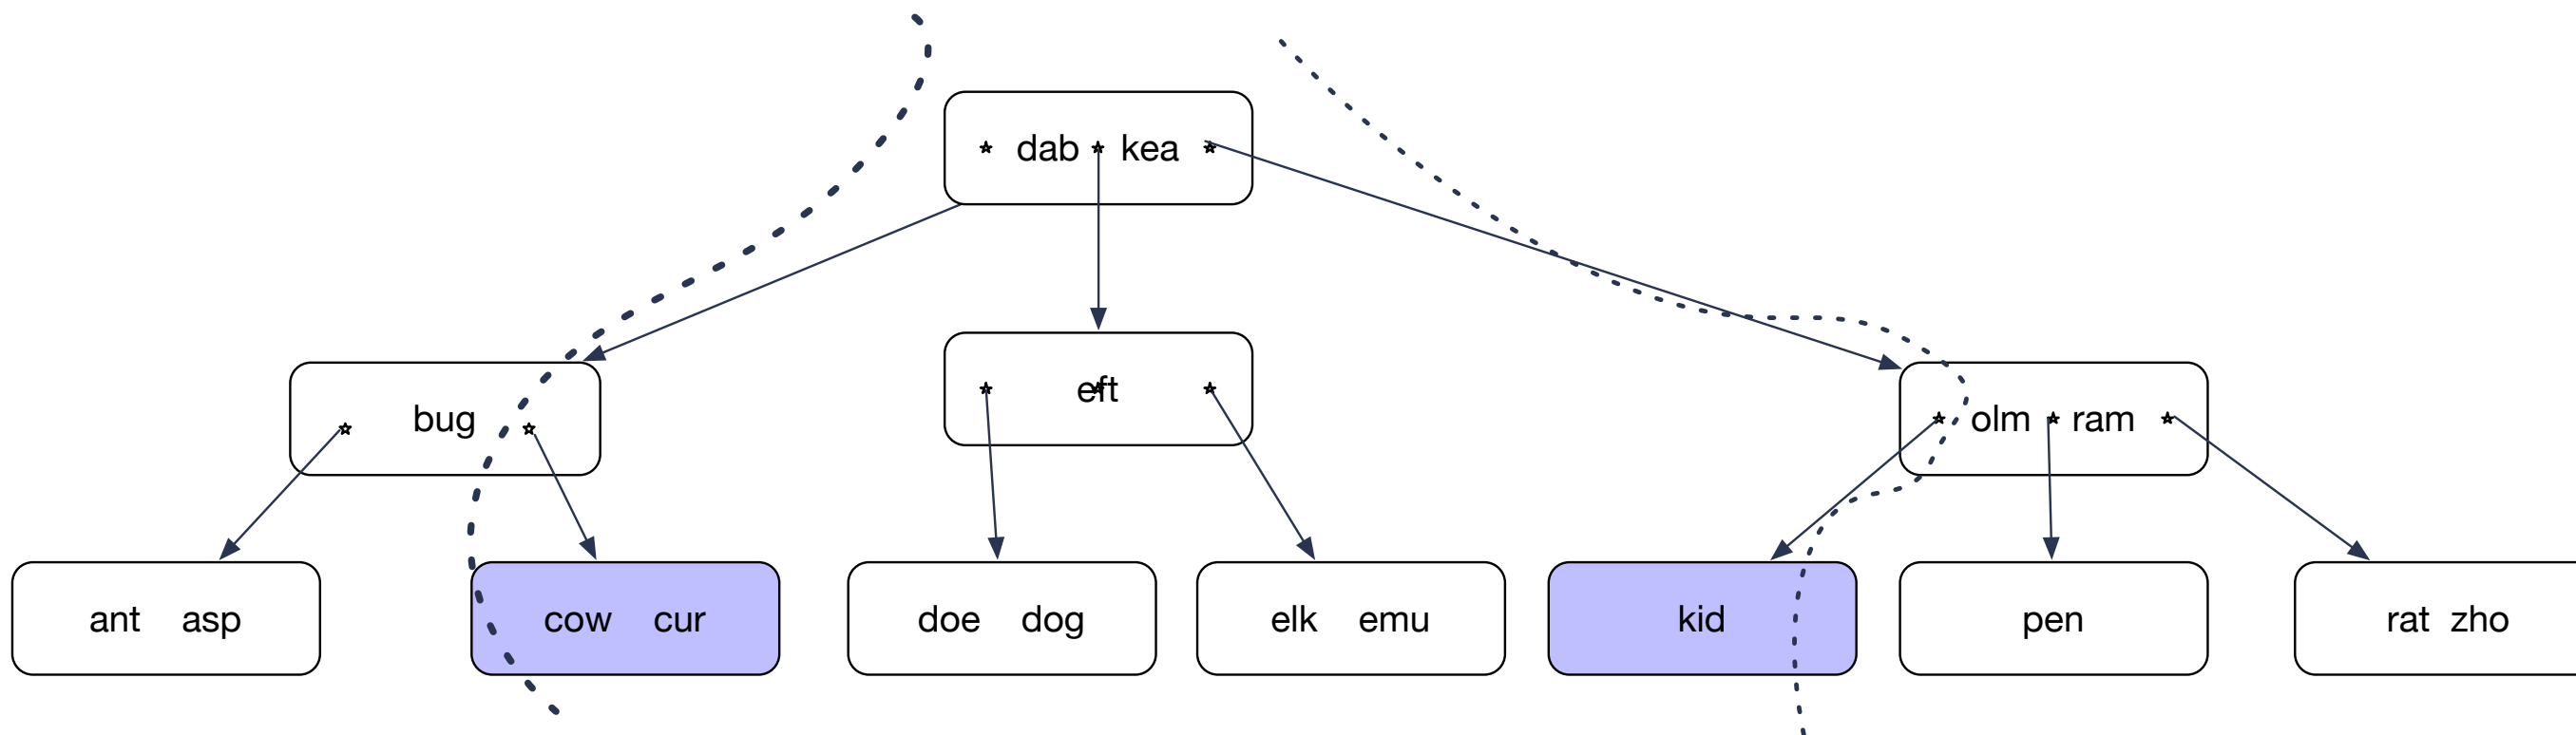 dab kea
bug
eft
olm ram
ant asp
cow cur
doe dog
elk emu
kid
pen
rat zho